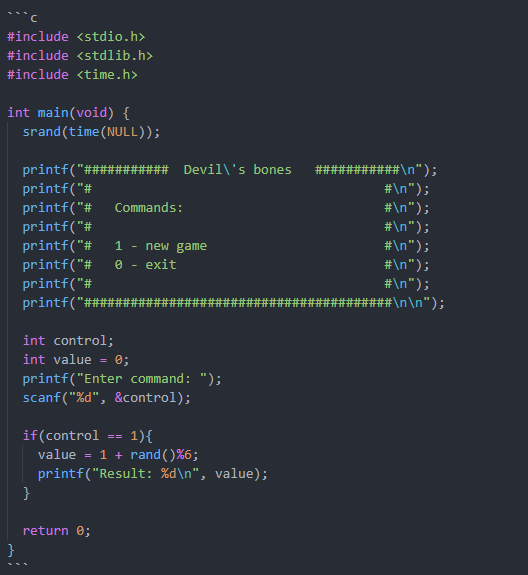 ```c
#include <stdio.h>
#include <stdlib.h>
#include <time.h>

int main(void) {
  srand(time(NULL));

  printf("###########  Devil\'s bones   ###########\n");
  printf("#                                      #\n");
  printf("#   Commands:                          #\n");
  printf("#                                      #\n");
  printf("#   1 - new game                       #\n");
  printf("#   0 - exit                           #\n");
  printf("#                                      #\n");
  printf("########################################\n\n");

  int control;
  int value = 0;
  printf("Enter command: ");
  scanf("%d", &control);

  if(control == 1){
    value = 1 + rand()%6;
    printf("Result: %d\n", value);
  }

  return 0;
}
```